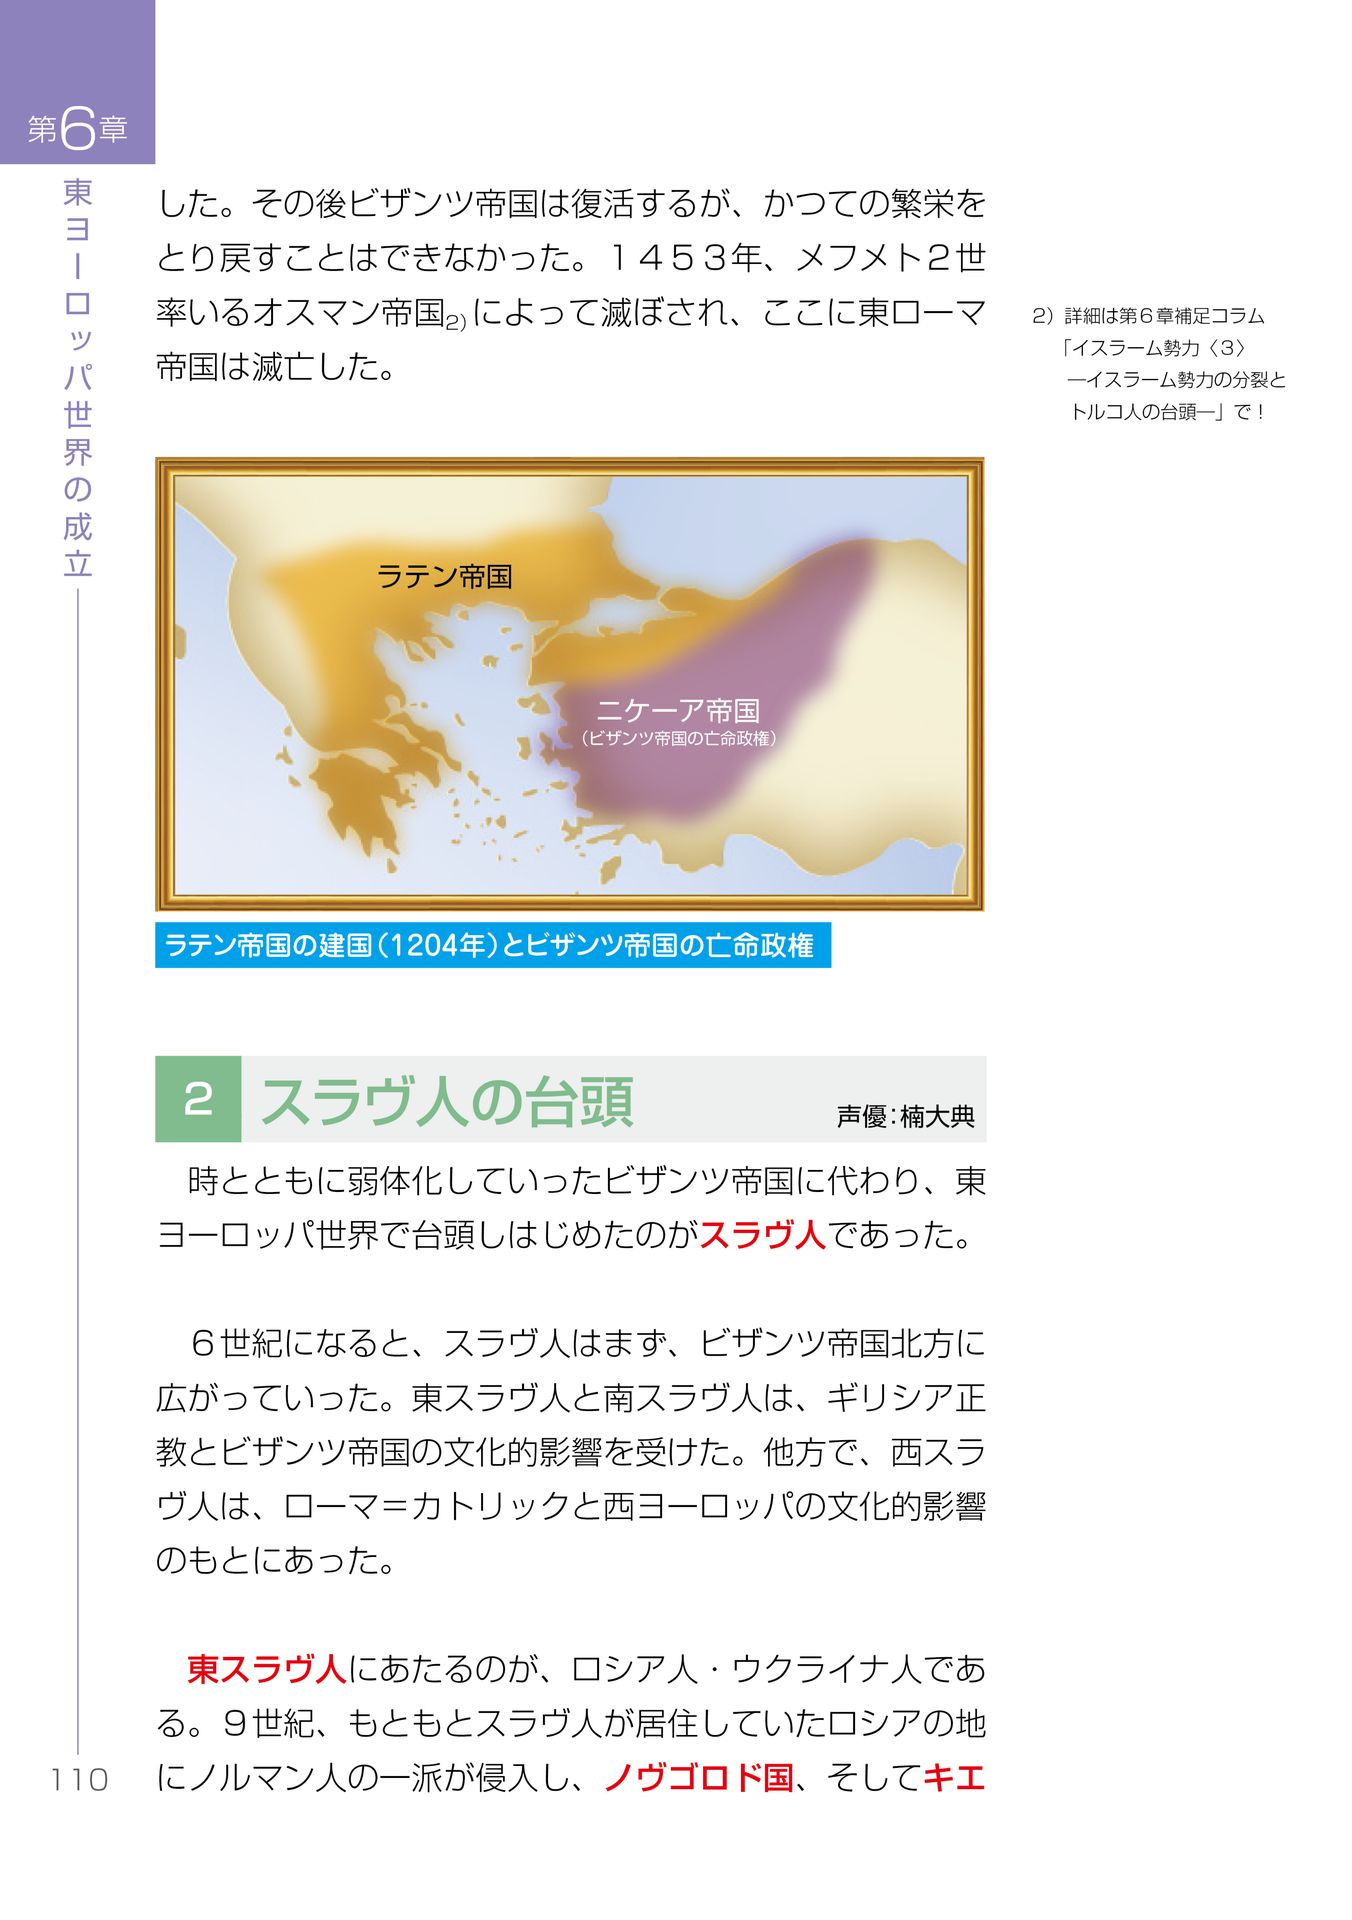 第6章
東ヨーロッパ世界の成立
した。その後ビザンツ帝国は復活するが、かつての繁栄を
とり戻すことはできなかった。１４５３年、メフメト２世
率いるオスマン帝国2)によって滅ぼされ、ここに東ローマ
帝国は滅亡した。
2）詳細は第６章補足コラム
「イスラーム勢力〈３〉
―イスラーム勢力の分裂と
トルコ人の台頭―」で！
ラテン帝国
ニケーア帝国
（ビザンツ帝国の亡命政権）
ラテン帝国の建国（1204年）とビザンツ帝国の亡命政権
2 スラヴ人の台頭
声優：楠大典
時とともに弱体化していったビザンツ帝国に代わり、東
ヨーロッパ世界で台頭しはじめたのがスラヴ人であった。
６世紀になると、スラヴ人はまず、ビザンツ帝国北方に
広がっていった。東スラヴ人と南スラヴ人は、ギリシア正
教とビザンツ帝国の文化的影響を受けた。他方で、西スラ
ヴ人は、ローマ＝カトリックと西ヨーロッパの文化的影響
のもとにあった。
東スラヴ人にあたるのが、ロシア人・ウクライナ人であ
る。９世紀、もともとスラヴ人が居住していたロシアの地
にノルマン人の一派が侵入し、ノヴゴロド国、そしてキエ
110